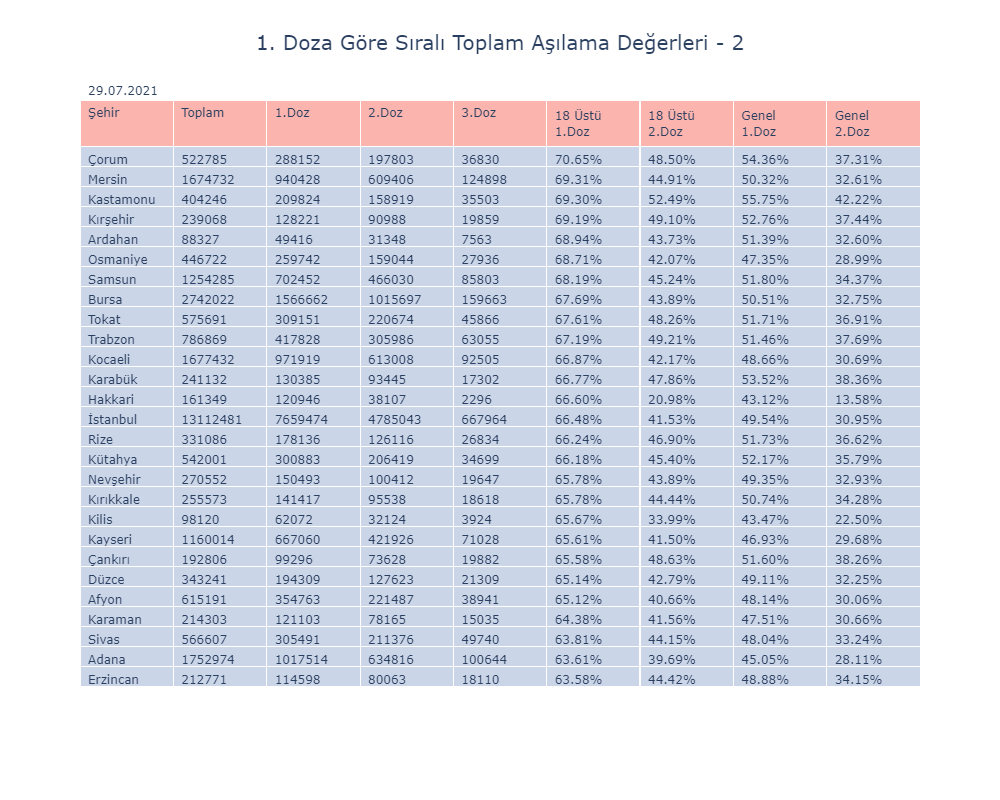 1. Doza Göre Sıralı Toplam Aşılama Değerleri - 2
29.07.2021
Şehir Toplam 1.Doz 2.Doz 3.Doz 18 Üstü 1.Doz 18 Üstü 2.Doz Genel 1.Doz Genel 2.Doz
Çorum 522785 288152 197803 36830 70.65% 48.50% 54.36% 37.31%
Mersin 1674732 940428 609406 124898 69.31% 44.91% 50.32% 32.61%
Kastamonu 404246 209824 158919 35503 69.30% 52.49% 55.75% 42.22%
Kırşehir 239068 128221 90988 19859 69.19% 49.10% 52.76% 37.44%
Ardahan 88327 49416 31348 7563 68.94% 43.73% 51.39% 32.60%
Osmaniye 446722 259742 159044 27936 68.71% 42.07% 47.35% 28.99%
Samsun 1254285 702452 466030 85803 68.19% 45.24% 51.80% 34.37%
Bursa 2742022 1566662 1015697 159663 67.69% 43.89% 50.51% 32.75%
Tokat 575691 309151 220674 45866 67.61% 48.26% 51.71% 36.91%
Trabzon 786869 417828 305986 63055 67.19% 49.21% 51.46% 37.69%
Kocaeli 1677432 971919 613008 92505 66.87% 42.17% 48.66% 30.69%
Karabük 241132 130385 93445 17302 66.77% 47.86% 53.52% 38.36%
Hakkari 161349 120946 38107 2296 66.60% 20.98% 43.12% 13.58%
İstanbul 13112481 7659474 4785043 667964 66.48% 41.53% 49.54% 30.95%
Rize 331086 178136 126116 26834 66.24% 46.90% 51.73% 36.62%
Kütahya 542001 300883 206419 34699 66.18% 45.40% 52.17% 35.79%
Nevşehir 270552 150493 100412 19647 65.78% 43.89% 49.35% 32.93%
Kırıkkale 255573 141417 95538 18618 65.78% 44.44% 50.74% 34.28%
Kilis 98120 62072 32124 3924 65.67% 33.99% 43.47% 22.50%
Kayseri 1160014 667060 421926 71028 65.61% 41.50% 46.93% 29.68%
Çankırı 192806 99296 73628 19882 65.58% 48.63% 51.60% 38.26%
Düzce 343241 194309 127623 21309 65.14% 42.79% 49.11% 32.25%
Afyon 615191 354763 221487 38941 65.12% 40.66% 48.14% 30.06%
Karaman 214303 121103 78165 15035 64.38% 41.56% 47.51% 30.66%
Sivas 566607 305491 211376 49740 63.81% 44.15% 48.04% 33.24%
Adana 1752974 1017514 634816 100644 63.61% 39.69% 45.05% 28.11%
Erzincan 212771 114598 80063 18110 63.58% 44.42% 48.88% 34.15%